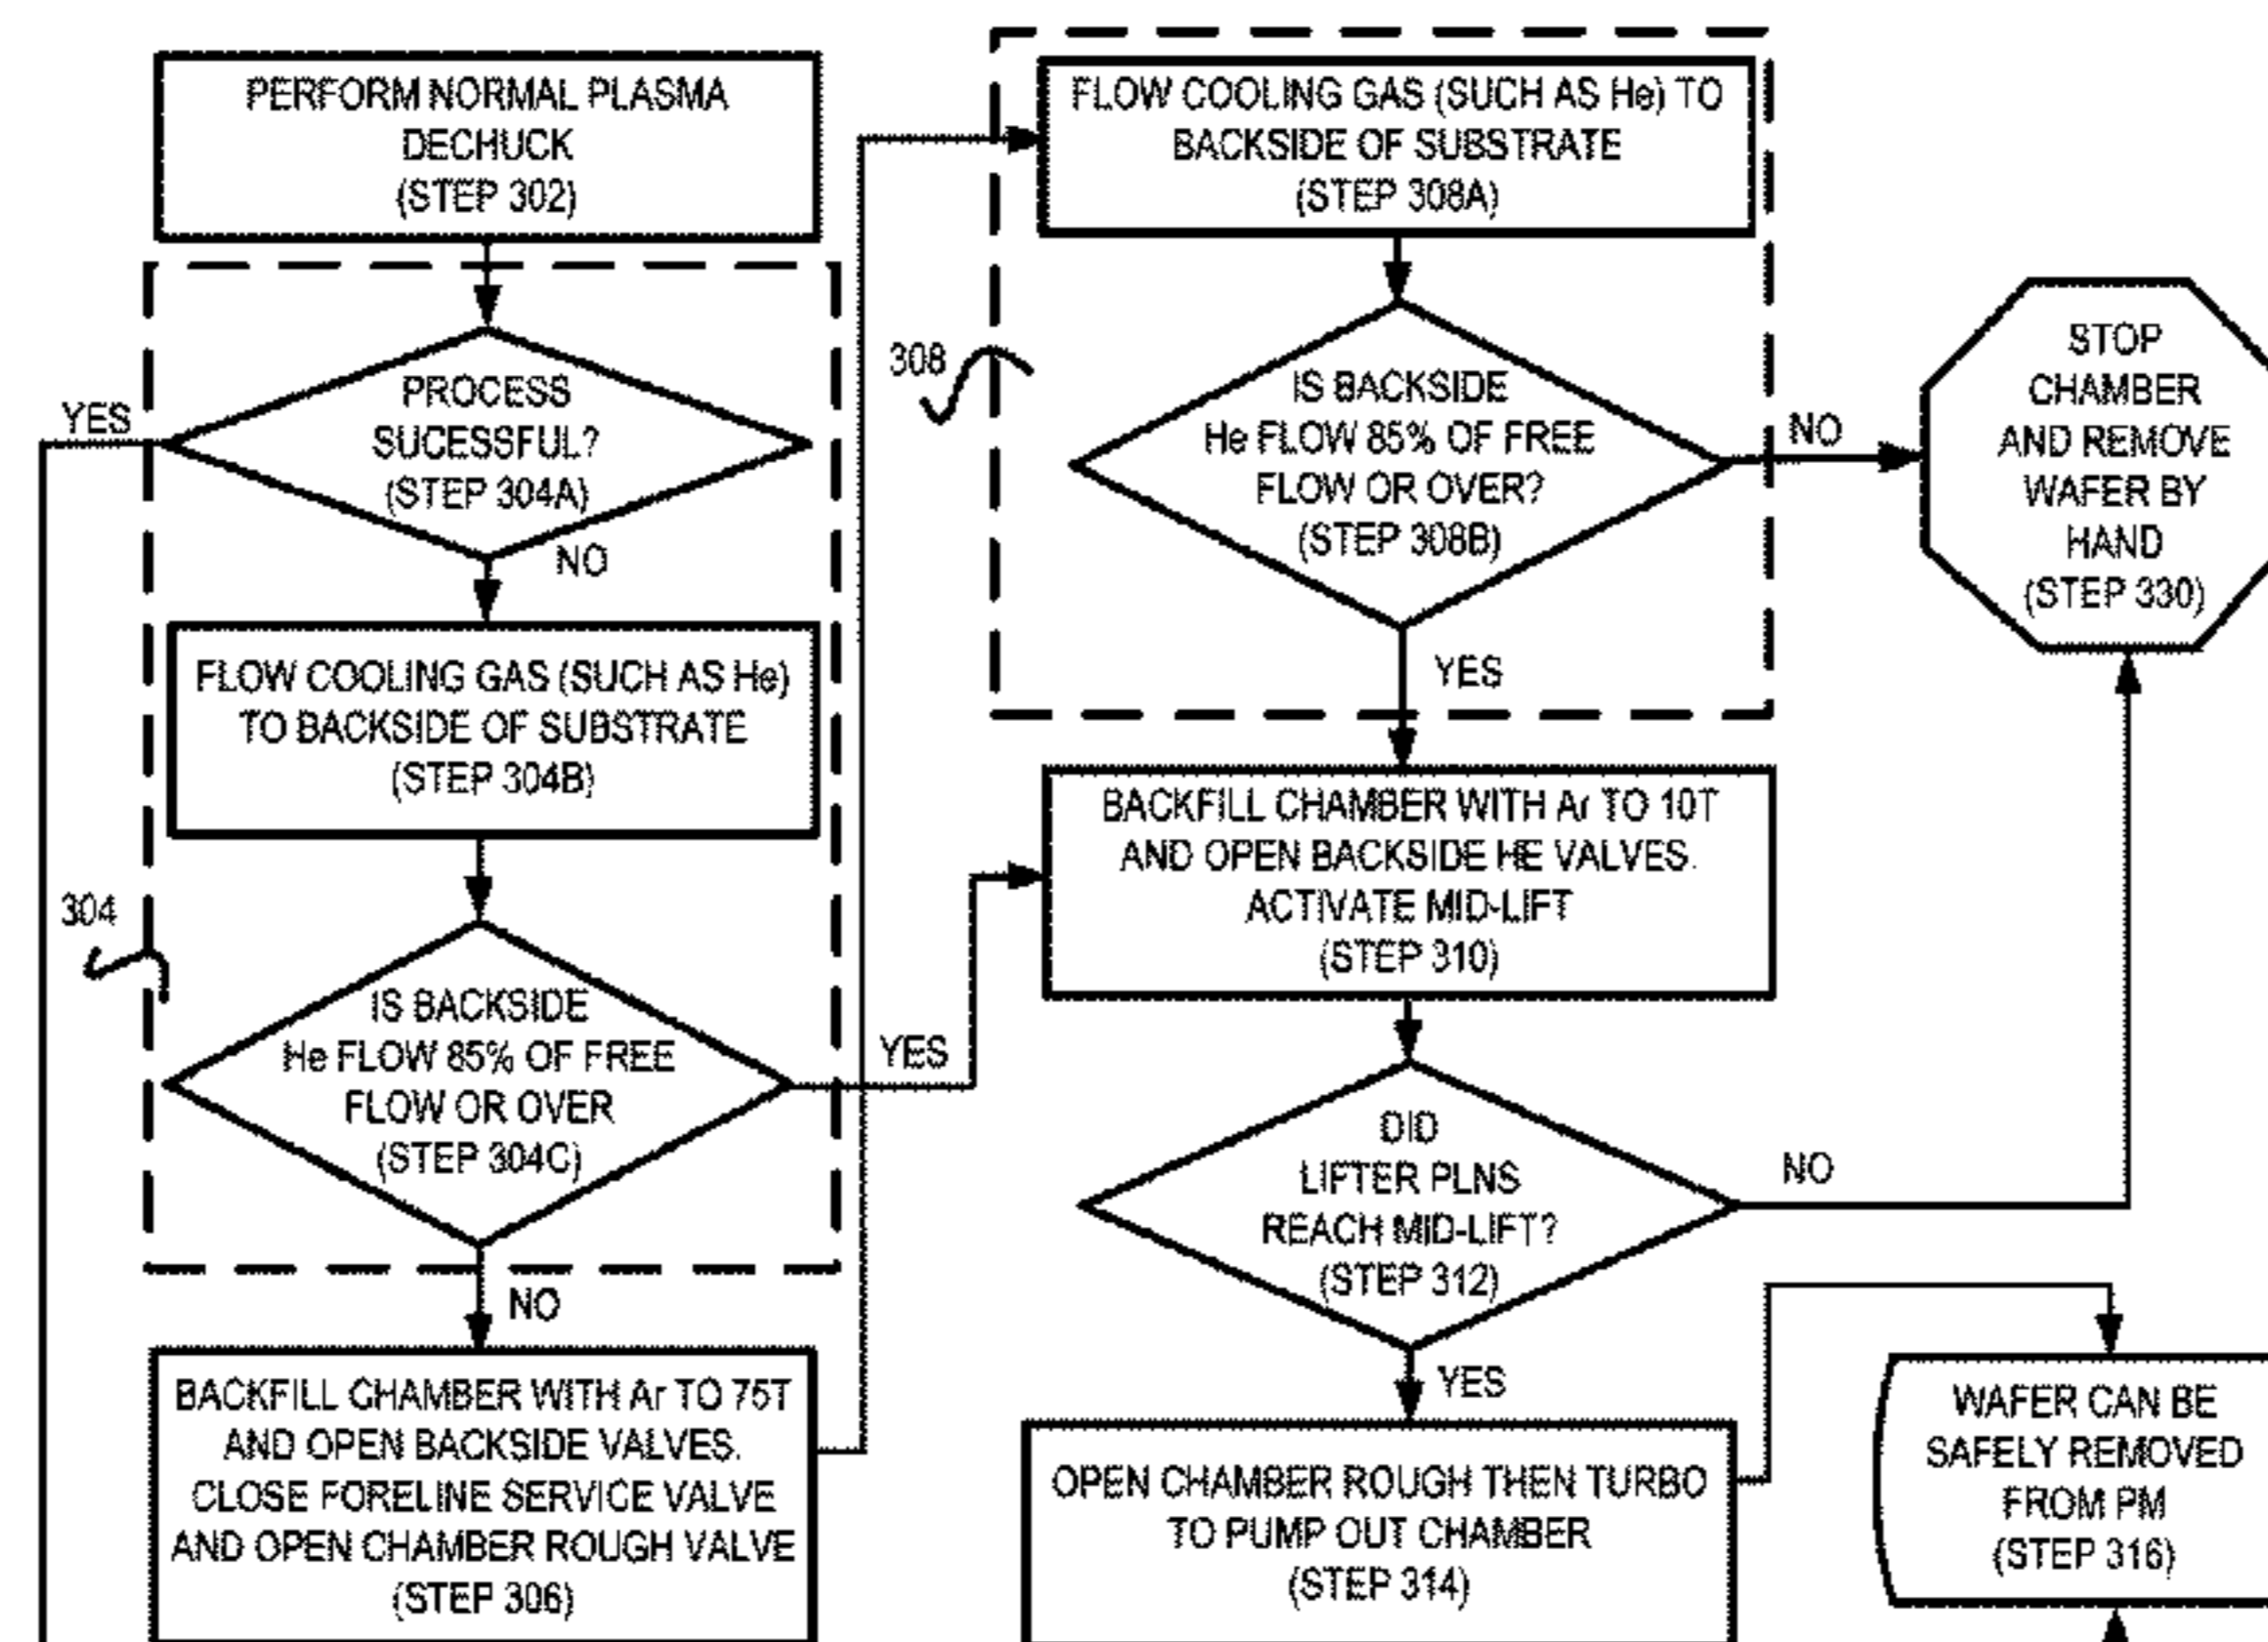 PERFORM NORMAL PLASMA
DECHUCK
(STEP 302)
PROCESS
SUCESSFUL?
(STEP 304A)
YES
NO
FLOW COOLING GAS (SUCH AS He)
TO BACKSIDE OF SUBSTRATE
(STEP 304B)
304
IS BACKSIDE
He FLOW 85% OF FREE
FLOW OR OVER
(STEP 304C)
YES
NO
BACKFILL CHAMBER WITH Ar TO 75T
AND OPEN BACKSIDE VALVES.
CLOSE FORELINE SERVICE VALVE
AND OPEN CHAMBER ROUGH VALVE
(STEP 306)
FLOW COOLING GAS (SUCH AS He) TO
BACKSIDE OF SUBSTRATE
(STEP 308A)
308
IS BACKSIDE
He FLOW 85% OF FREE
FLOW OR OVER?
(STEP 308B)
NO
YES
STOP
CHAMBER
AND REMOVE
WAFER BY
HAND
(STEP 330)
BACKFILL CHAMBER WITH Ar TO 10T
AND OPEN BACKSIDE HE VALVES.
ACTIVATE MID-LIFT
(STEP 310)
DID
LIFTER PLNS
REACH MID-LIFT?
(STEP 312)
NO
YES
OPEN CHAMBER ROUGH THEN TURBO
TO PUMP OUT CHAMBER
(STEP 314)
WAFER CAN BE
SAFELY REMOVED
FROM PM
(STEP 316)